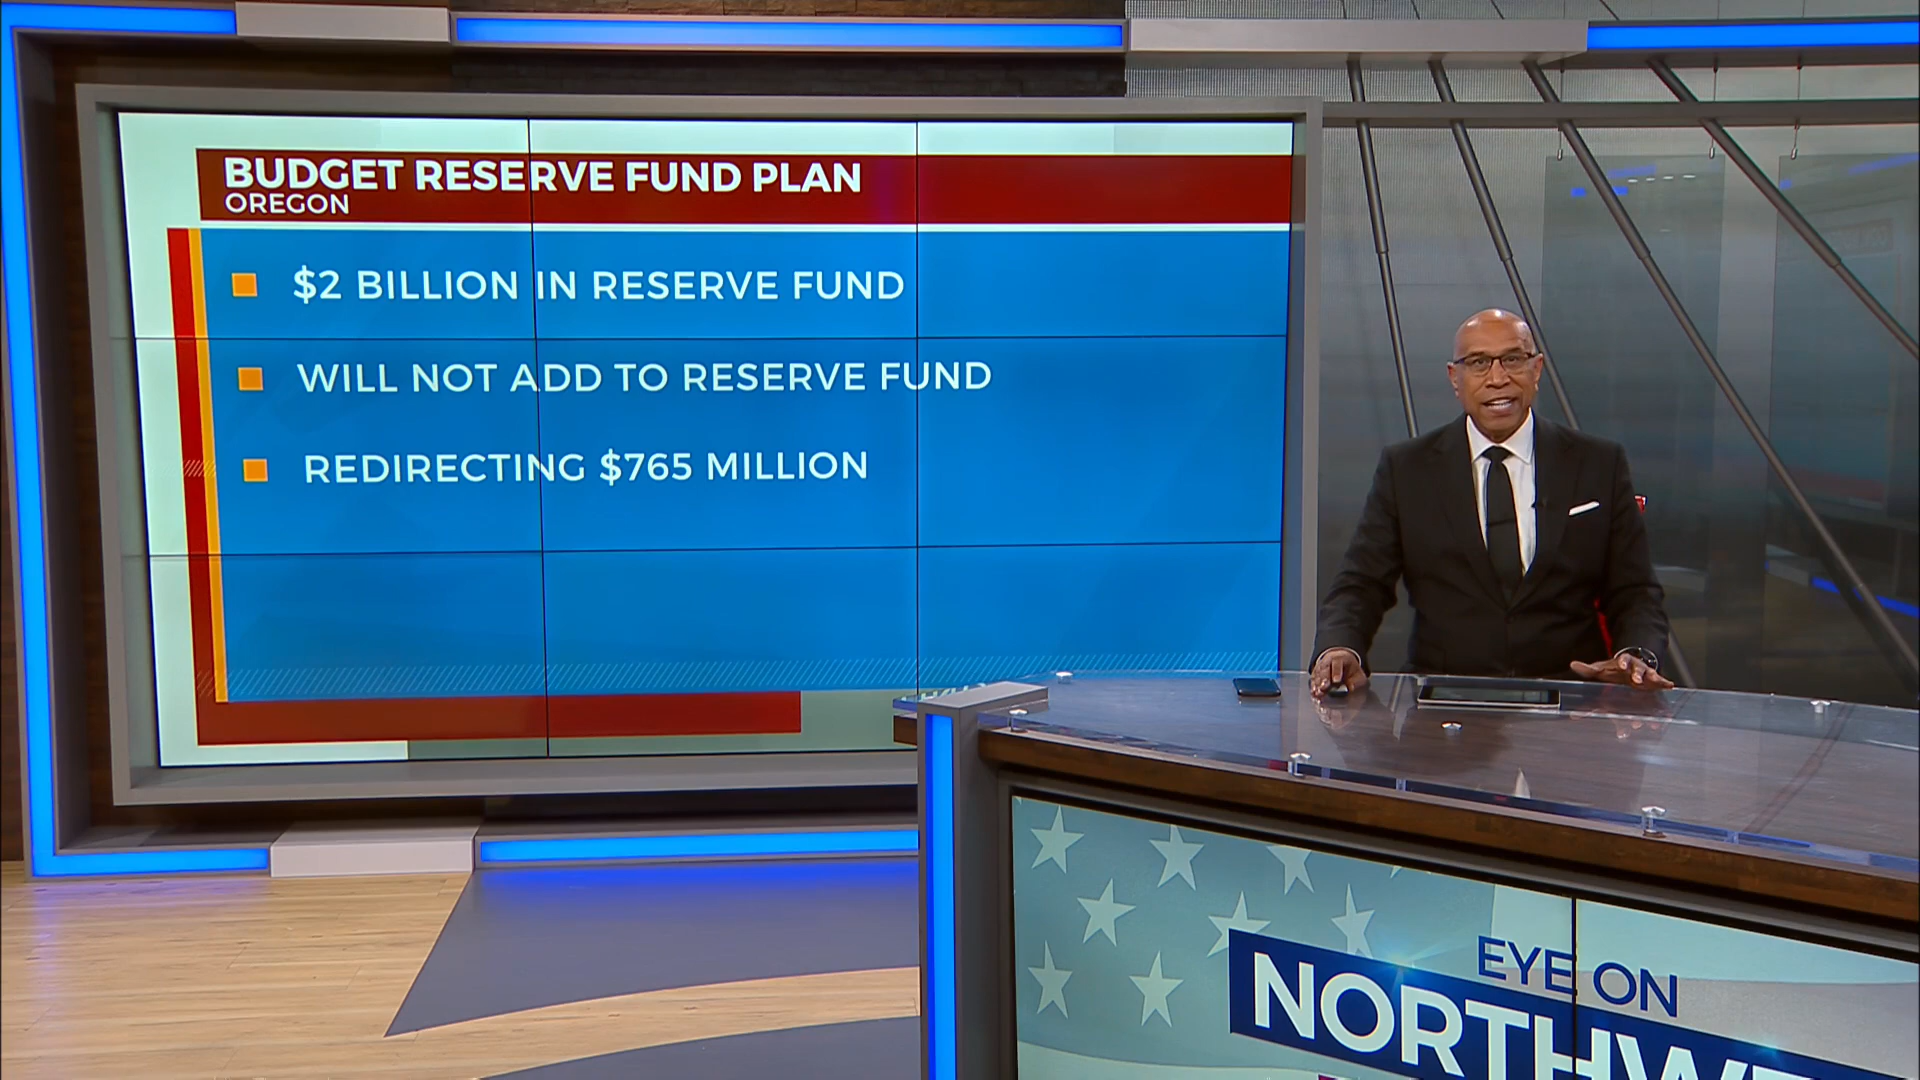 BUDGET RESERVE FUND PLAN
OREGON
$2 BILLION IN RESERVE FUND
WILL NOT ADD TO RESERVE FUND
REDIRECTING $765 MILLION
EYE ON